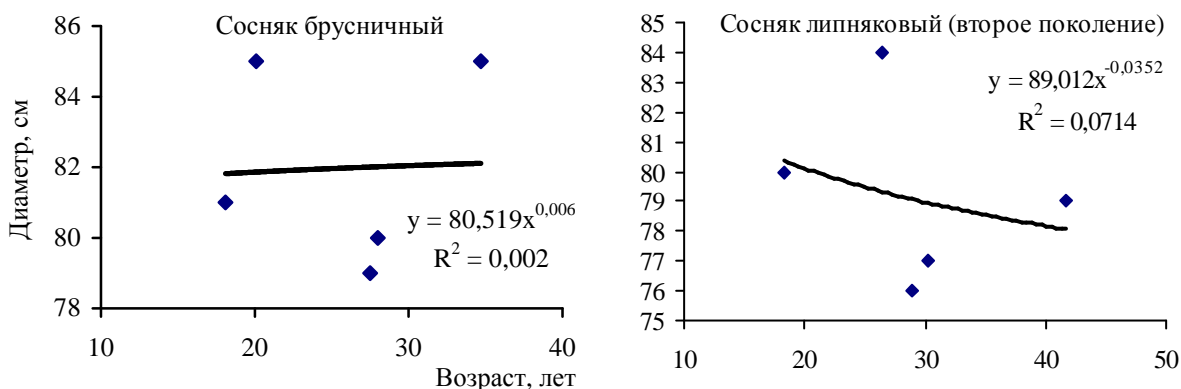 Сосняк брусничный
86
84
82
80
78
10 20 30 40
Диаметр, см
Возраст, лет
y = 80,519x^0,006
R^2 = 0,002
Сосняк липняковый (второе поколение)
85
84
83
82
80
80
79
78
77
76
75
10 20 30 40 50
y = 89,012x^-0,0352
R^2 = 0,0714